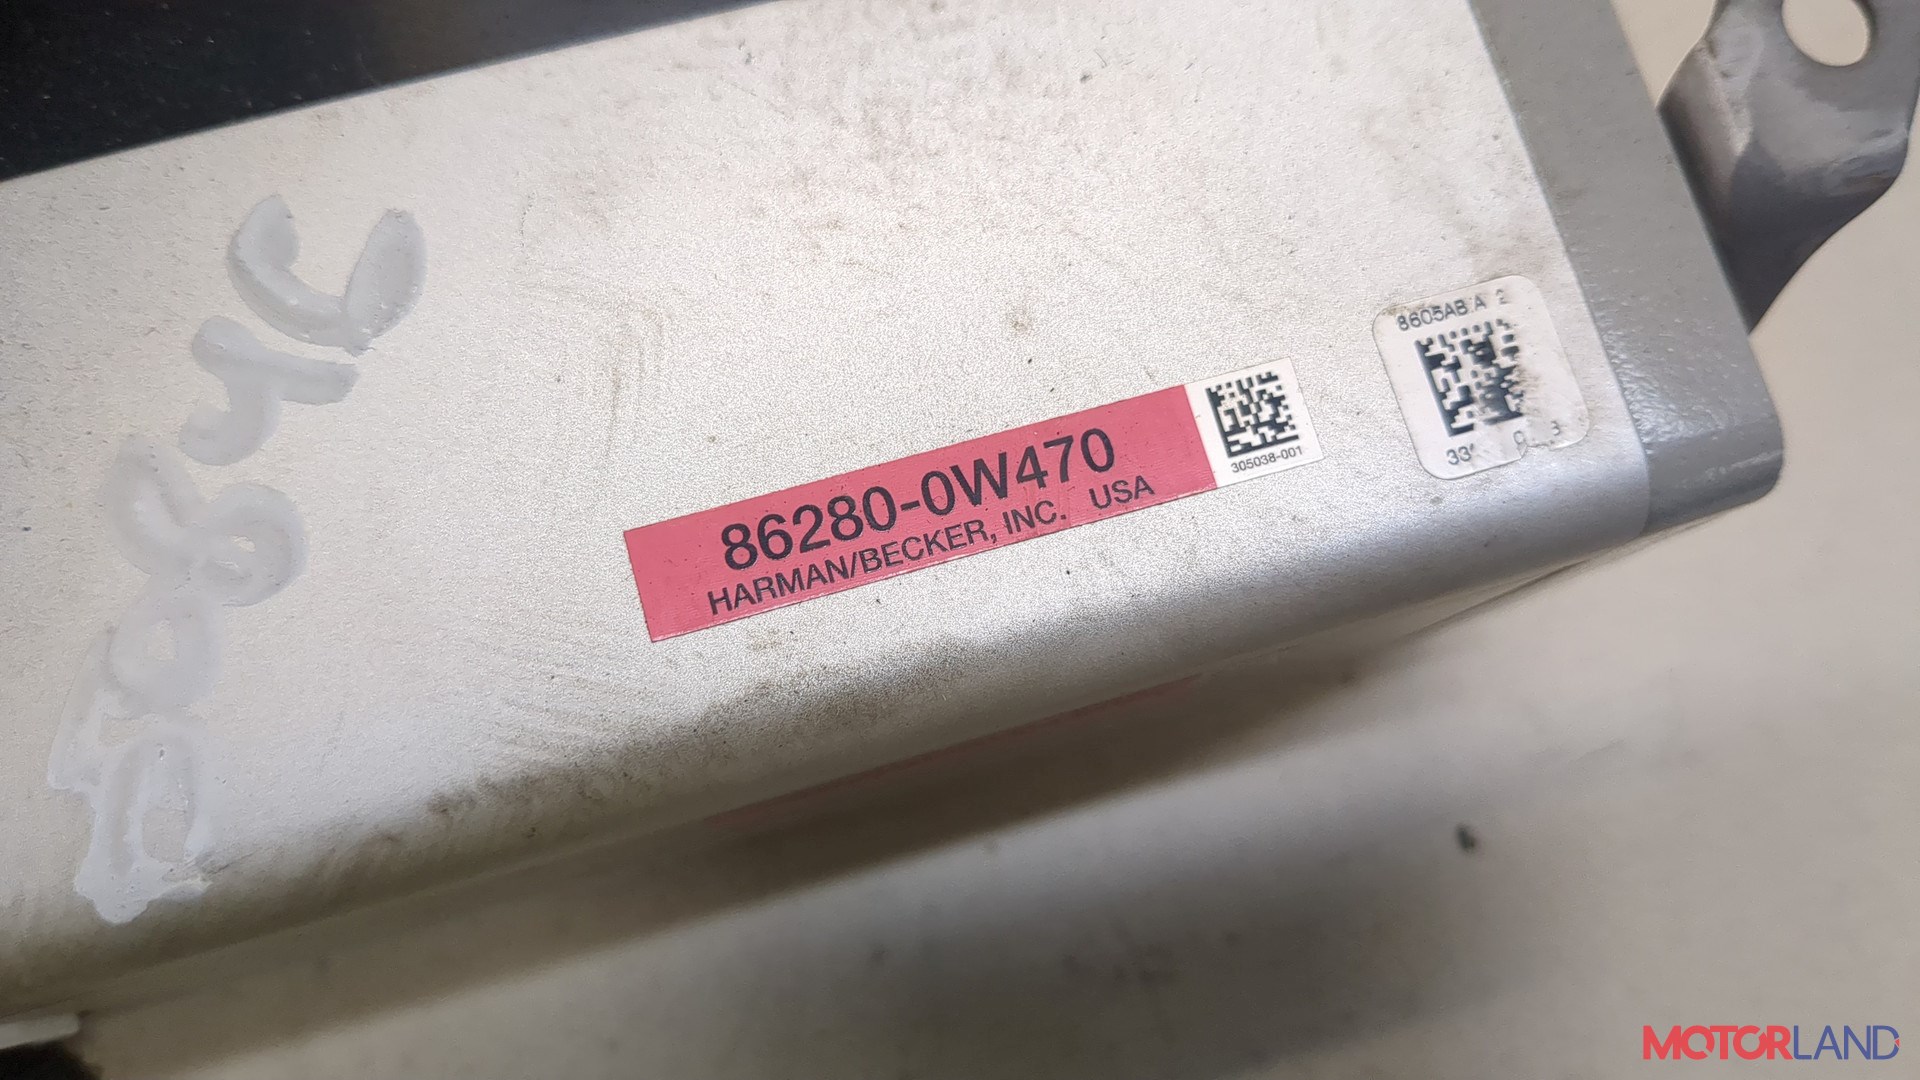 8605AB A 2
305038-001
86280-0W470
HARMAN/BECKER, INC. USA
MOTORLAND